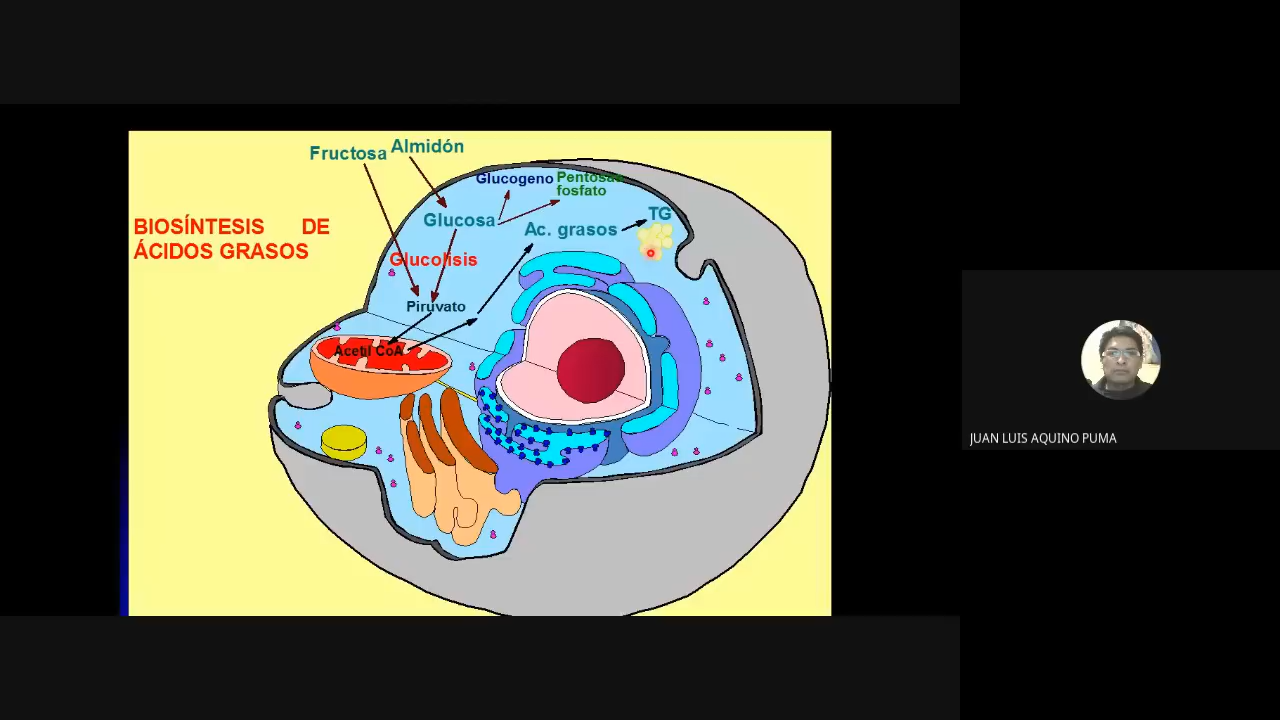 Fructosa
Almidón
Glucogeno
Pentosas
fosfato
BIOSÍNTESIS DE
ÁCIDOS GRASOS
Glucosa
Ac. grasos
TG
Glucolisis
Piruvato
Acetil CoA
JUAN LUIS AQUINO PUMA